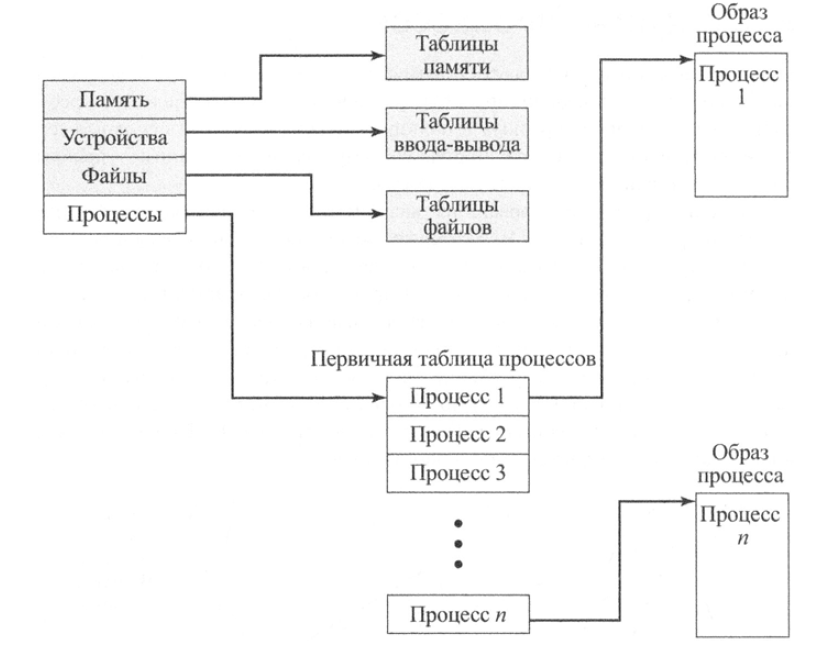 Образ
процесса
Таблицы
памяти
Процесс
1
Память
Устройства
Таблицы
ввода-вывода
Файлы
Процессы
Таблицы
файлов
Первичная таблица процессов
Процесс 1
Процесс 2
Процесс 3
Образ
процесса
Процесс
n
Процесс n